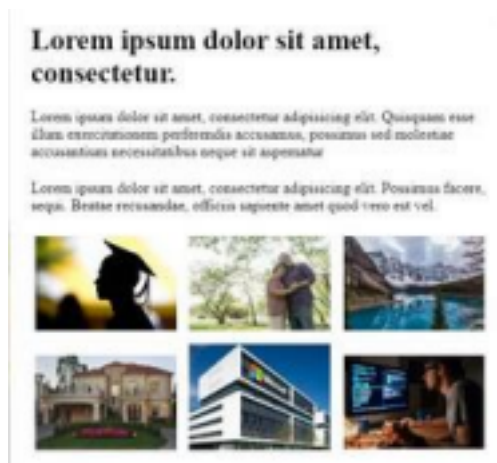 Lorem ipsum dolor sit amet,
consectetur.
Lorem ipsum dolor sit amet, consectetur adipisicing elit. Quisquam esse
illum exercitationem perferendis accusamus, possimus sed molestiae
accusantium necessitatibus neque sit aspernatur
Lorem ipsum dolor sit amet, consectetur adipisicing elit. Possimus facere,
sequi. Beatae recusandae, officiis sapiente amet quod vero est vel.